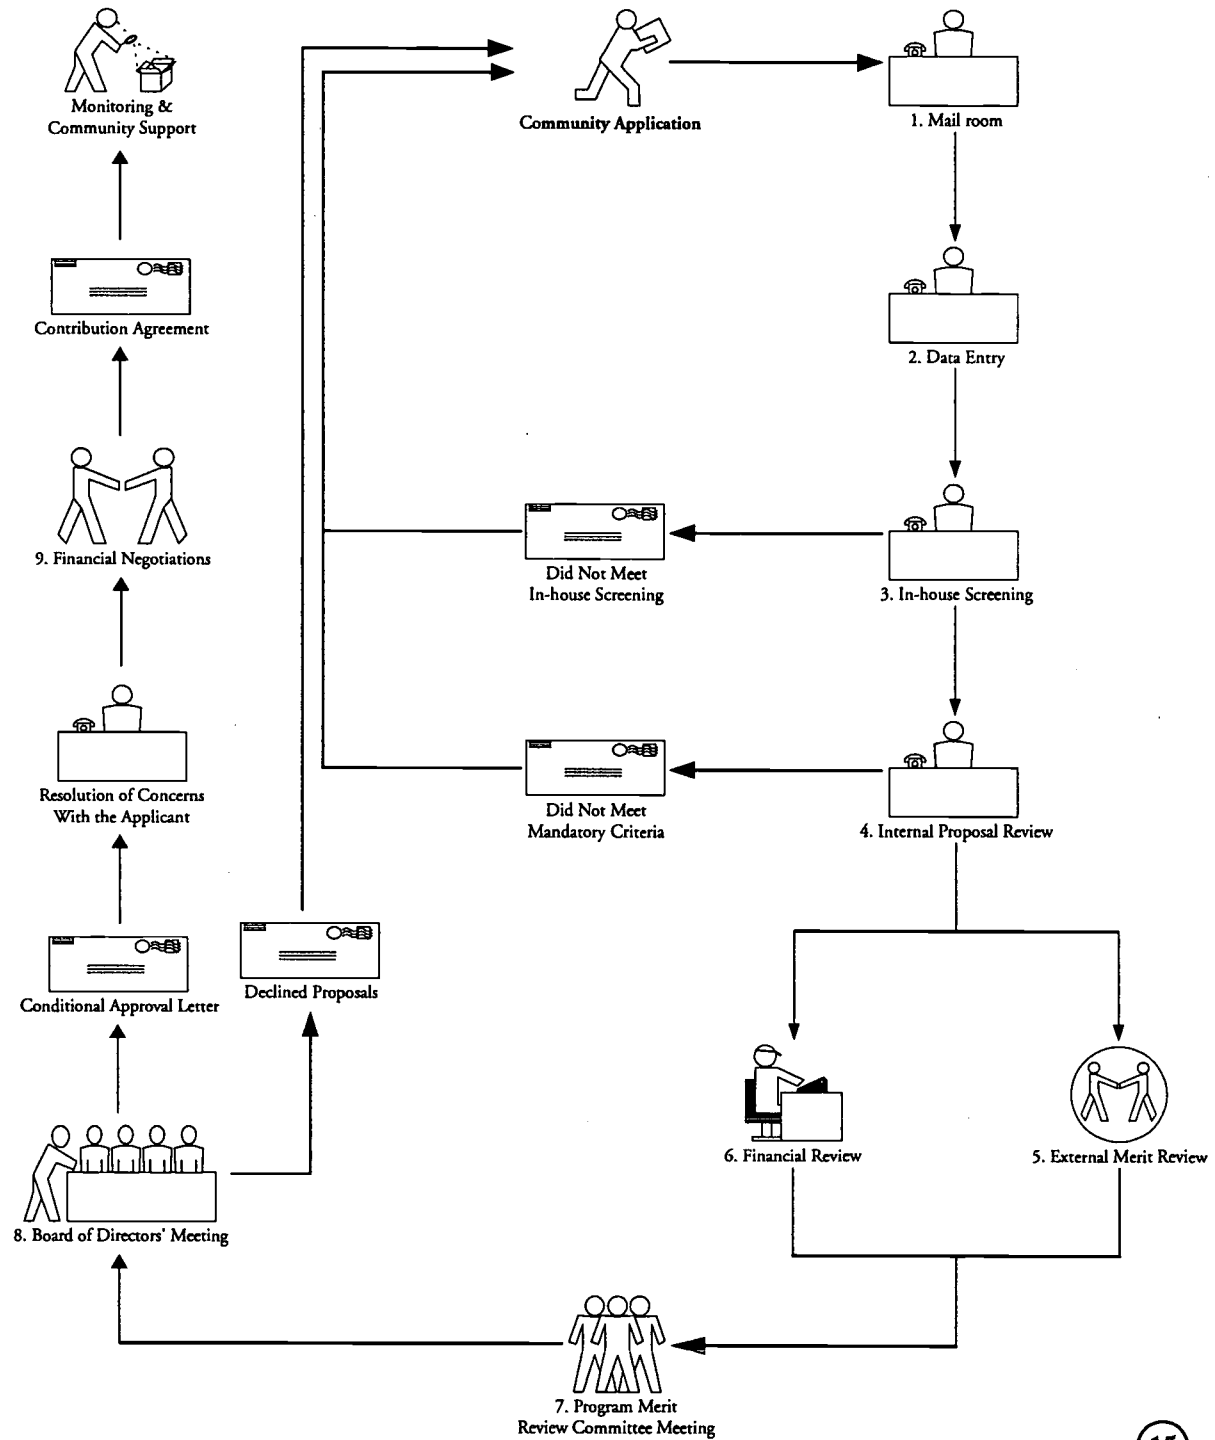 Monitoring &
Community Support
Community Application
1. Mail room
Contribution Agreement
2. Data Entry
9. Financial Negotiations
Did Not Meet
In-house Screening
3. In-house Screening
Resolution of Concerns
With the Applicant
Did Not Meet
Mandatory Criteria
4. Internal Proposal Review
Conditional Approval Letter
Declined Proposals
6. Financial Review
5. External Merit Review
8. Board of Directors' Meeting
7. Program Merit
Review Committee Meeting